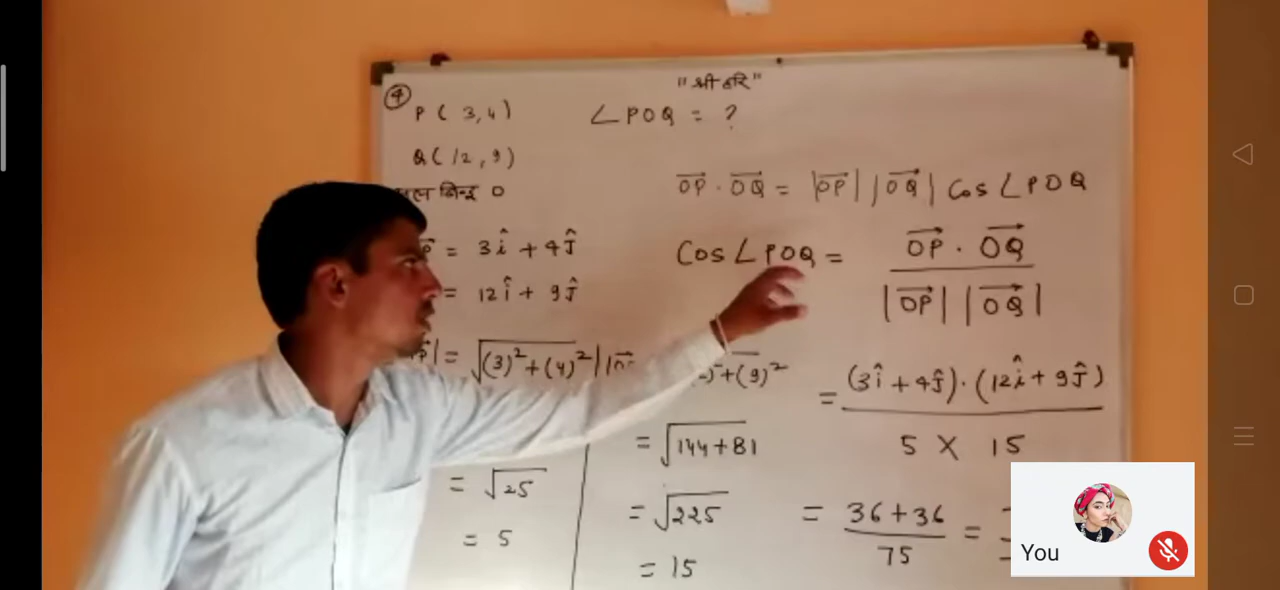 ④
"श्री हरि"
P ( 3, 4 )
∠POQ = ?
Q ( 12 , 9 )
बिन्दु O
= 3î + 4ĵ
= 12î + 9ĵ
| = √(3)² + (4)²
+ (9)²
= √25
= 5
= √144+81
= √225
= 15
OP⃗ . OQ⃗ = |OP⃗| |OQ⃗| Cos ∠POQ
Cos ∠POQ = OP⃗ . OQ⃗ / |OP⃗| |OQ⃗|
= (3î + 4ĵ) . (12î + 9ĵ) / 5 X 15
= 36+36 / 75 =
You